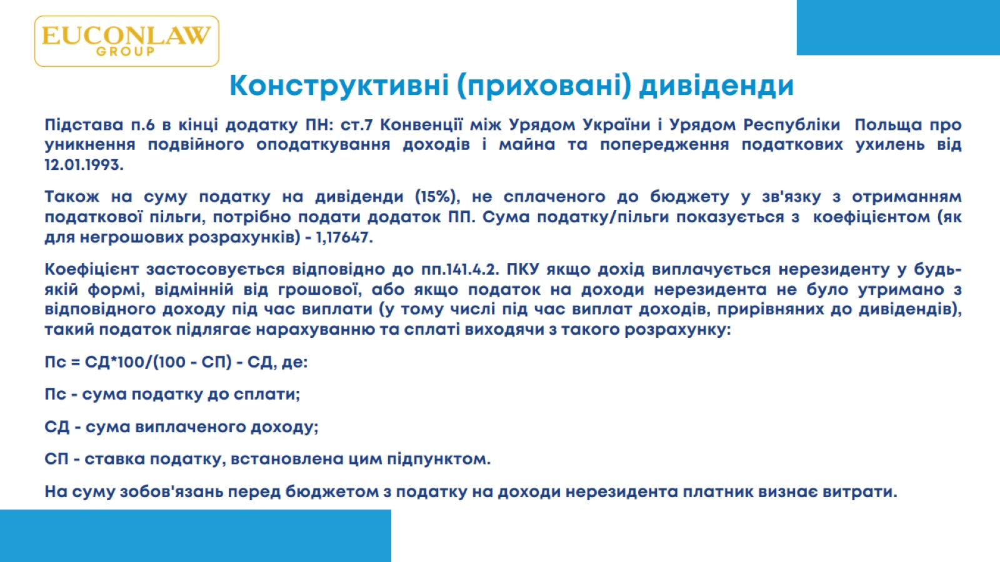 EUCONLAW
GROUP
Конструктивні (приховані) дивіденди
Підстава п.6 в кінці додатку ПН: ст.7 Конвенції між Урядом України і Урядом Республіки Польща про
уникнення подвійного оподаткування доходів і майна та попередження податкових ухилень від
12.01.1993.
Також на суму податку на дивіденди (15%), не сплаченого до бюджету у зв'язку з отриманням
податкової пільги, потрібно подати додаток ПП. Сума податку/пільги показується з коефіцієнтом (як
для негрошових розрахунків) - 1,17647.
Коефіцієнт застосовується відповідно до пп.141.4.2. ПКУ якщо дохід виплачується нерезиденту у будь-
якій формі, відмінній від грошової, або якщо податок на доходи нерезидента не було утримано з
відповідного доходу під час виплати (у тому числі під час виплат доходів, прирівняних до дивідендів),
такий податок підлягає нарахуванню та сплаті виходячи з такого розрахунку:
Пс = СД*100/(100 - СП) - СД, де:
Пс - сума податку до сплати;
СД - сума виплаченого доходу;
СП - ставка податку, встановлена цим підпунктом.
На суму зобов'язань перед бюджетом з податку на доходи нерезидента платник визнає витрати.